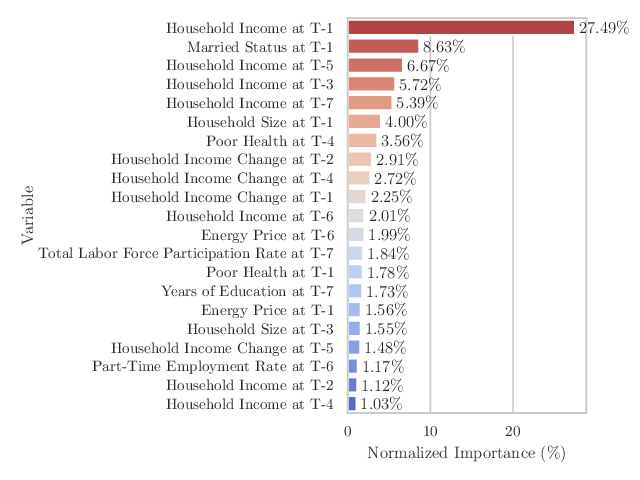 Household Income at T-1 27.49%
Married Status at T-1 8.63%
Household Income at T-5 6.67%
Household Income at T-3 5.72%
Household Income at T-7 5.39%
Household Size at T-1 4.00%
Poor Health at T-4 3.56%
Household Income Change at T-2 2.91%
Household Income Change at T-4 2.72%
Household Income Change at T-1 2.25%
Household Income at T-6 2.01%
Energy Price at T-6 1.99%
Total Labor Force Participation Rate at T-7 1.84%
Poor Health at T-1 1.78%
Years of Education at T-7 1.73%
Energy Price at T-1 1.56%
Household Size at T-3 1.55%
Household Income Change at T-5 1.48%
Part-Time Employment Rate at T-6 1.17%
Household Income at T-2 1.12%
Household Income at T-4 1.03%
Variable
0 10 20
Normalized Importance (%)